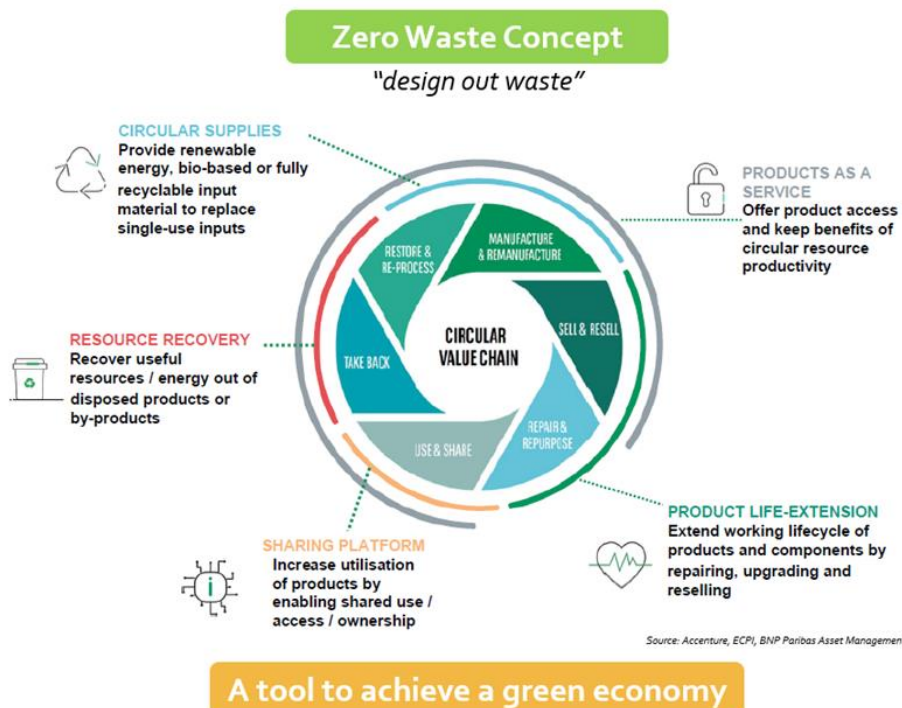 Zero Waste Concept
“design out waste”
CIRCULAR SUPPLIES
Provide renewable
energy, bio-based or fully
recyclable input
material to replace
single-use inputs
PRODUCTS AS A
SERVICE
Offer product access
and keep benefits of
circular resource
productivity
RESTORE &
RE-PROCESS
MANUFACTURE
& REMANUFACTURE
SELL & RESELL
REPAIR &
REPURPOSE
USE & SHARE
TAKE BACK
CIRCULAR
VALUE CHAIN
RESOURCE RECOVERY
Recover useful
resources / energy out of
disposed products or
by-products
PRODUCT LIFE-EXTENSION
Extend working lifecycle of
products and components by
repairing, upgrading and
reselling
SHARING PLATFORM
Increase utilisation
of products by
enabling shared use /
access / ownership
i
Source: Accenture, ECPI, BNP Paribas Asset Managemen
A tool to achieve a green economy